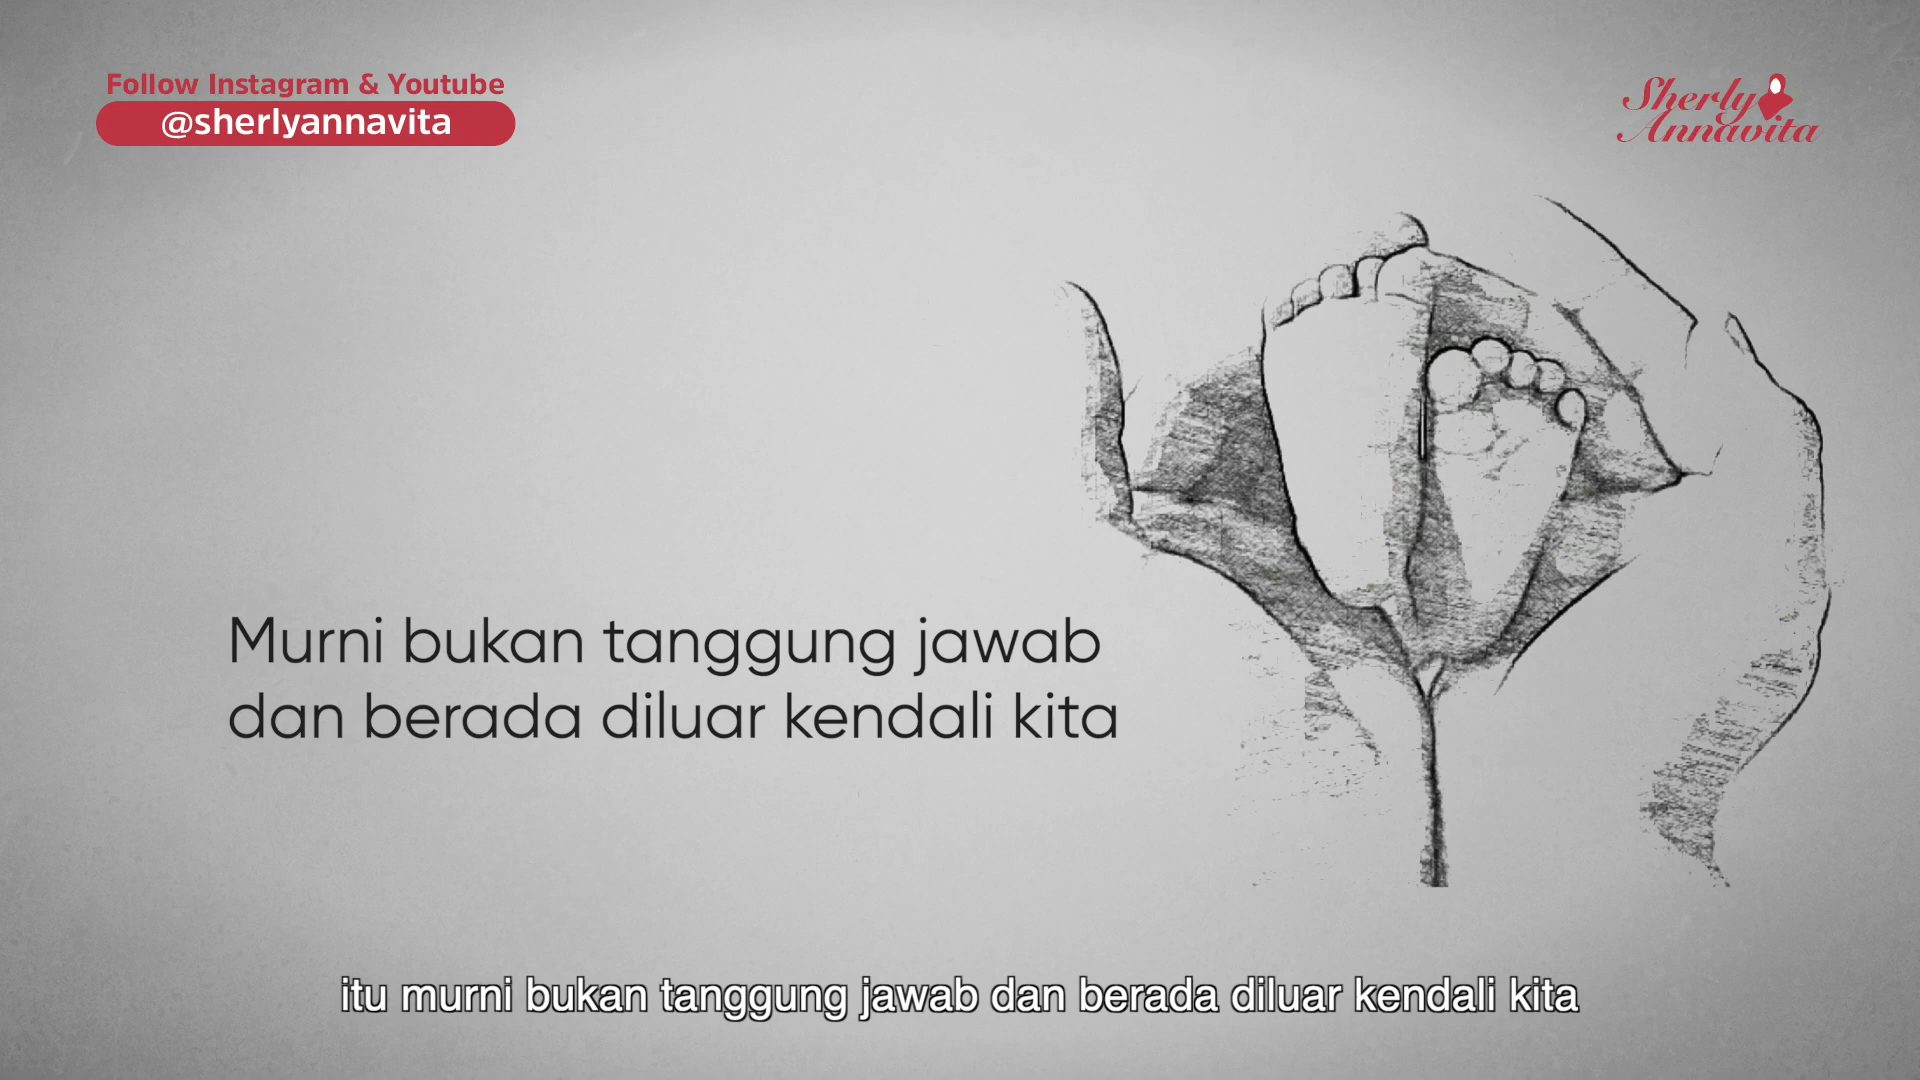 Follow Instagram & Youtube
@sherlyannavita
Sherly
Annavita
Murni bukan tanggung jawab
dan berada diluar kendali kita
itu murni bukan tanggung jawab dan berada diluar kendali kita